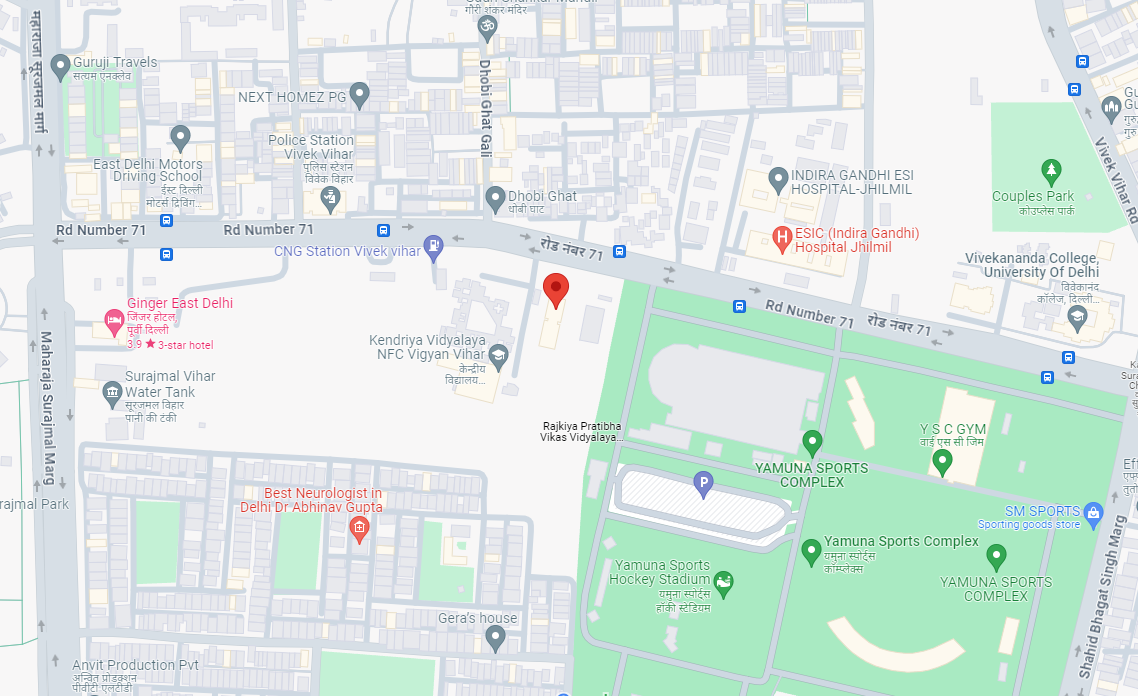 गौरी शंकर मंदिर
महाराजा सूरजमल मार्ग
Guruji Travels
सत्यम एनक्लेव
NEXT HOMEZ PG
Dhobi Ghat Gali
East Delhi Motors
Driving School
ईस्ट दिल्ली
मोटर्स ड्रिविंग...
Police Station
Vivek Vihar
पुलिस स्टेशन
विवेक विहार
Dhobi Ghat
धोबी घाट
INDIRA GANDHI ESI
HOSPITAL-JHILMIL
ESIC (Indira Gandhi)
Hospital Jhilmil
Couples Park
कोउप्लेस पार्क
Vivek Vihar Rd
Rd Number 71
Rd Number 71
CNG Station Vivek vihar
रोड नंबर 71
Vivekananda College,
University Of Delhi
विवेकानंद
कॉलेज, दिल्ली...
Rd Number 71
रोड नंबर 71
Ginger East Delhi
जिंजर होटल,
पूर्वी दिल्ली
3.9 ★ 3-star hotel
Kendriya Vidyalaya
NFC Vigyan Vihar
केन्द्रीय
विद्यालय...
Maharaja Surajmal Marg
Surajmal Vihar
Water Tank
सूरजमल विहार
पानी की टंकी
Rajkiya Pratibha
Vikas Vidyalaya...
Y S C GYM
वाई एस सी जिम
YAMUNA SPORTS
COMPLEX
P
Best Neurologist in
Delhi Dr Abhinav Gupta
rajmal Park
SM SPORTS
Sporting goods store
Yamuna Sports Complex
यमुना स्पोर्ट्स
काम्प्लेक्स
Yamuna Sports
Hockey Stadium
यमुना स्पोर्ट्स
हॉकी स्टेडियम
YAMUNA SPORTS
COMPLEX
Shahid Bhagat Singh Marg
Gera's house
Anvit Production Pvt
अन्वित प्रोडक्शन
पीवीटी एलटीडी